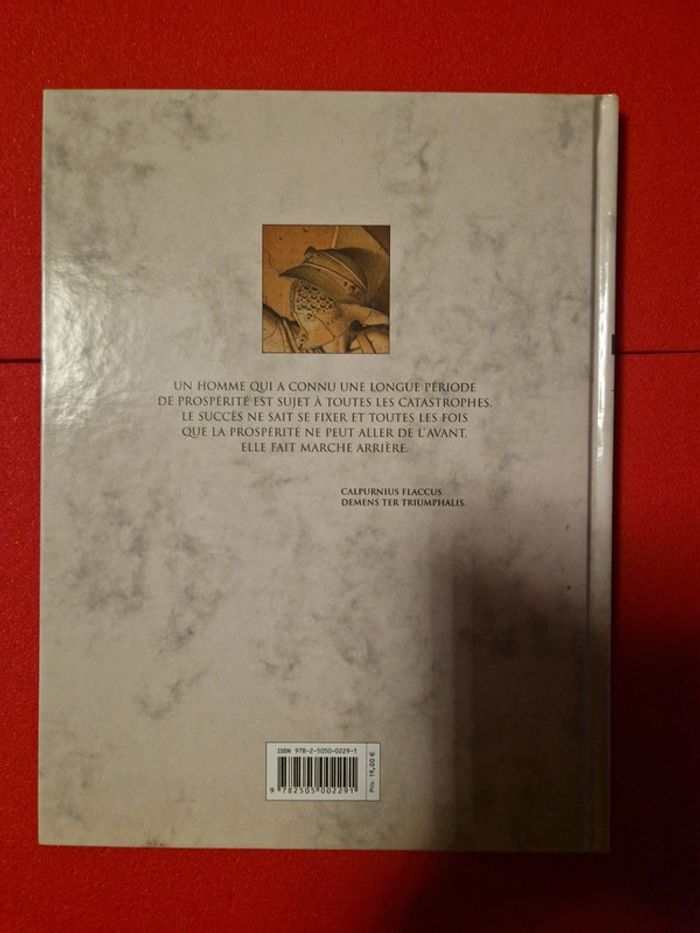 UN HOMME QUI A CONNU UNE LONGUE PÉRIODE
DE PROSPÉRITÉ EST SUJET À TOUTES LES CATASTROPHES.
LE SUCCÈS NE SAIT SE FIXER ET TOUTES LES FOIS
QUE LA PROSPÉRITÉ NE PEUT ALLER DE L'AVANT,
ELLE FAIT MARCHE ARRIÈRE.
CALPURNIUS FLACCUS.
DEMENS TER TRIUMPHALIS.
ISBN 978-2-5050-0229-1
9 782505 002291
Prix: 19,00 €